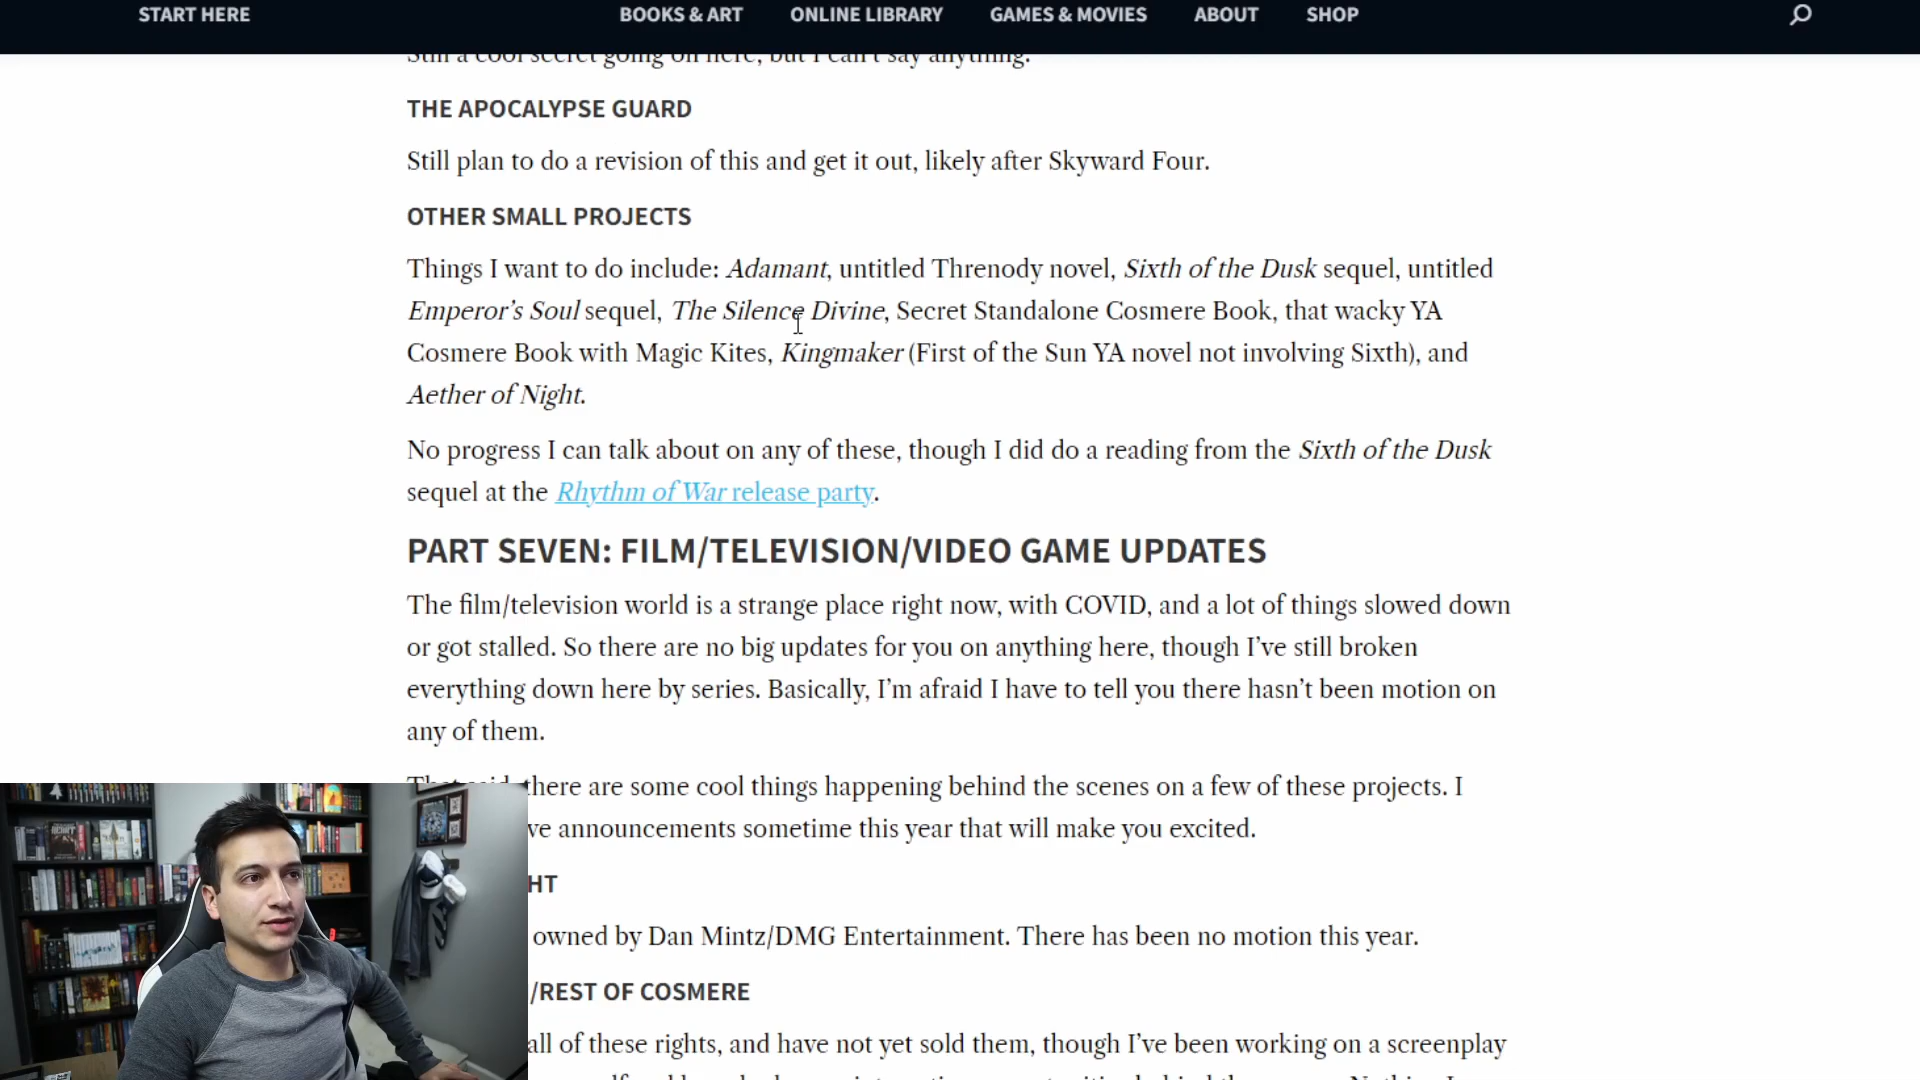 START HERE BOOKS & ART ONLINE LIBRARY GAMES & MOVIES ABOUT SHOP
Still a cool secret going on here, but I can't say anything.
THE APOCALYPSE GUARD
Still plan to do a revision of this and get it out, likely after Skyward Four.
OTHER SMALL PROJECTS
Things I want to do include: Adamant, untitled Threnody novel, Sixth of the Dusk sequel, untitled
Emperor's Soul sequel, The Silence Divine, Secret Standalone Cosmere Book, that wacky YA
Cosmere Book with Magic Kites, Kingmaker (First of the Sun YA novel not involving Sixth), and
Aether of Night.
No progress I can talk about on any of these, though I did do a reading from the Sixth of the Dusk
sequel at the Rhythm of War release party.
PART SEVEN: FILM/TELEVISION/VIDEO GAME UPDATES
The film/television world is a strange place right now, with COVID, and a lot of things slowed down
or got stalled. So there are no big updates for you on anything here, though I've still broken
everything down here by series. Basically, I'm afraid I have to tell you there hasn't been motion on
any of them.
That said, there are some cool things happening behind the scenes on a few of these projects. I
ve announcements sometime this year that will make you excited.
HT
owned by Dan Mintz/DMG Entertainment. There has been no motion this year.
/REST OF COSMERE
all of these rights, and have not yet sold them, though I've been working on a screenplay